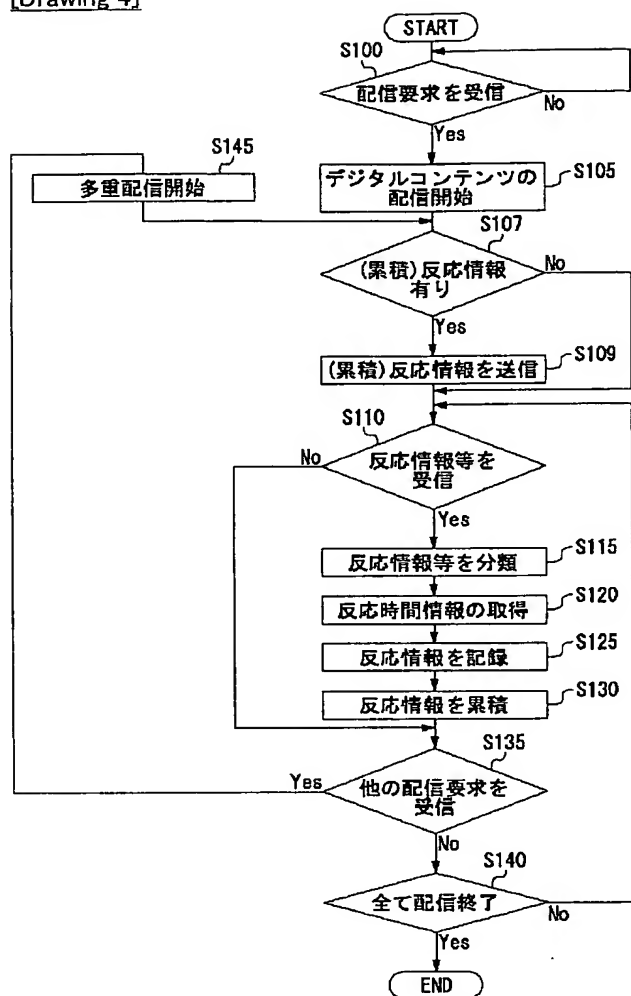 [Drawing 4]
START
S100
配信要求を受信
No
Yes
S145
多重配信開始
デジタルコンテンツの
配信開始
S105
S107
(累積)反応情報
有り
No
Yes
(累積)反応情報を送信
S109
S110
No
反応情報等を
受信
Yes
反応情報等を分類
S115
反応時間情報の取得
S120
反応情報を記録
S125
反応情報を累積
S130
S135
Yes
他の配信要求を
受信
No
S140
全て配信終了
No
Yes
END